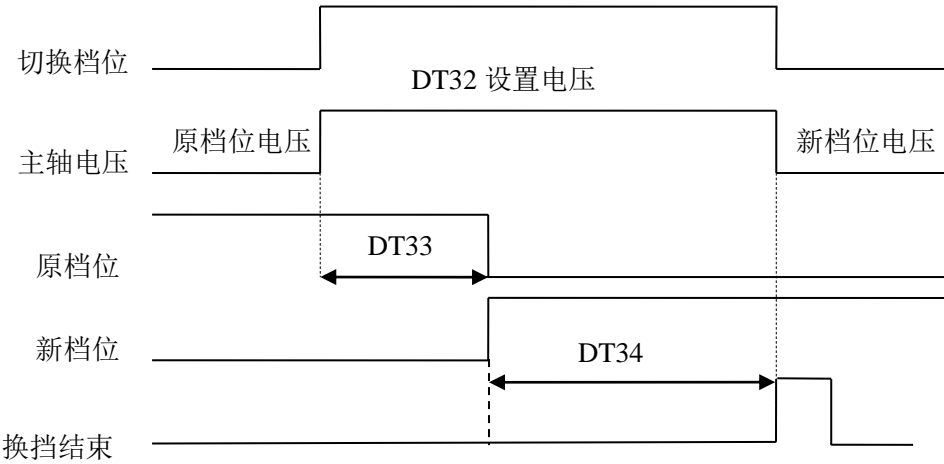 切换档位
DT32 设置电压
原档位电压
新档位电压
主轴电压
DT33
原档位
新档位
DT34
换挡结束